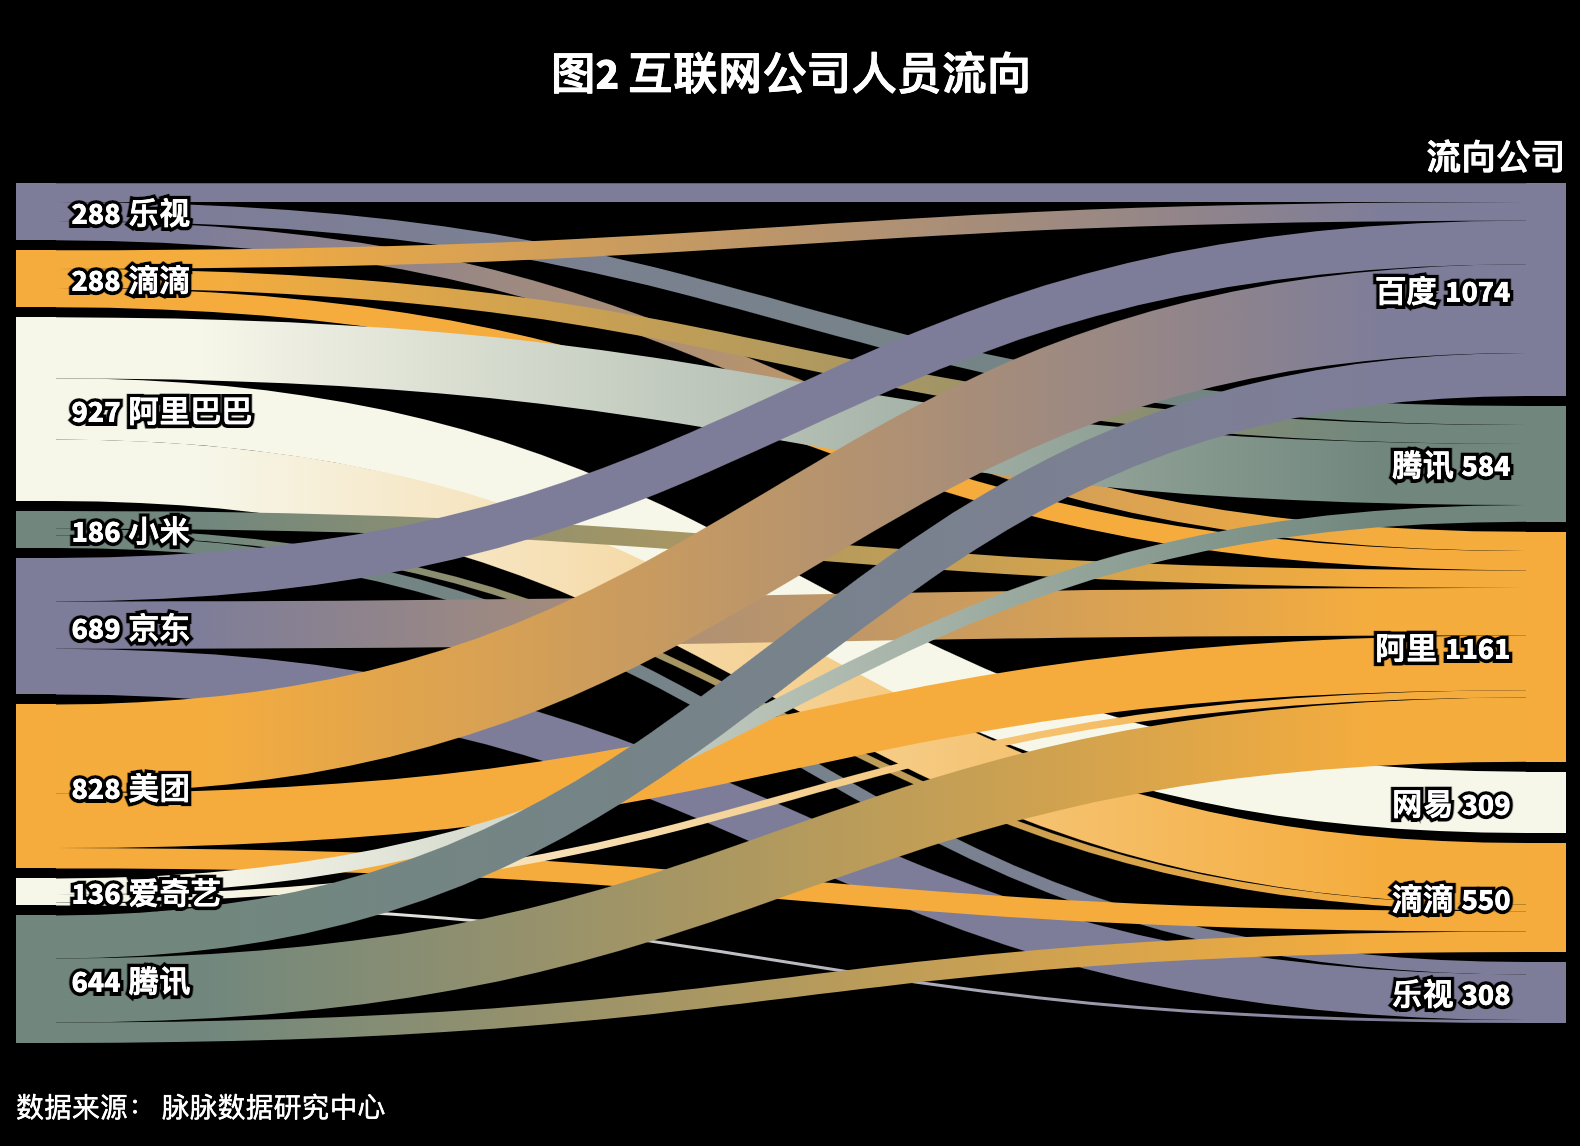 图2 互联网公司人员流向
流向公司
288 乐视
288 滴滴
927 阿里巴巴
186 小米
689 京东
828 美团
136 爱奇艺
644 腾讯
百度 1074
腾讯 584
阿里 1161
网易 309
滴滴 550
乐视 308
数据来源： 脉脉数据研究中心